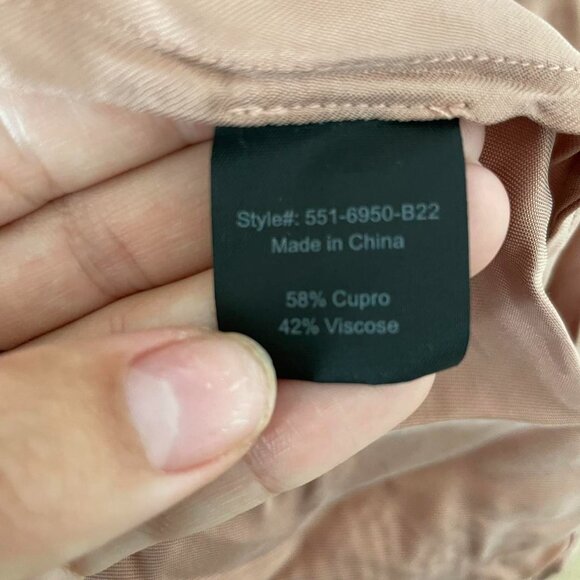 Style#: 551-6950-B22
Made in China
58% Cupro
42% Viscose